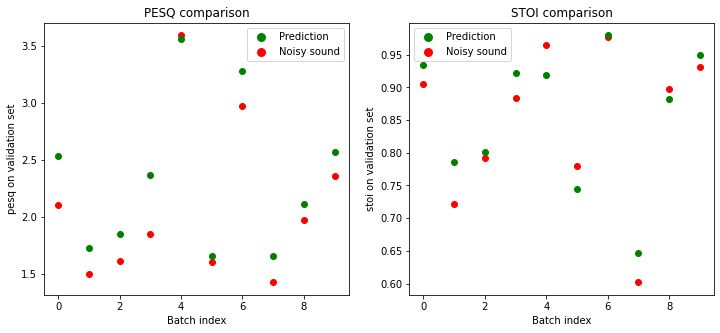 PESQ comparison
pesq on validation set
3.5
3.0
2.5
2.0
1.5
0
2
4
6
8
Batch index
Prediction
Noisy sound
STOI comparison
stoi on validation set
0.95
0.90
0.85
0.80
0.75
0.70
0.65
0.60
0
2
4
6
8
Batch index
Prediction
Noisy sound